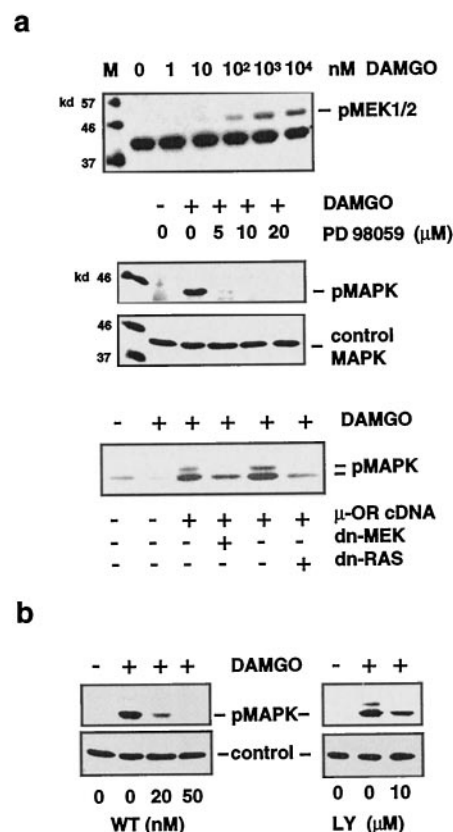 a
M 0 1 10 10² 10³ 10⁴ nM DAMGO
kd 57
pMEK1/2
46
37
- + + + + DAMGO
0 0 5 10 20 PD 98059 (μM)
kd 46
pMAPK
46
control
MAPK
37
- + + + + + DAMGO
pMAPK
- - + + + + μ-OR cDNA
- - - + - - dn-MEK
- - - - - + dn-RAS
b
- + + + DAMGO - + +
pMAPK
control
0 0 20 50 0 0 10
WT (nM) LY (μM)